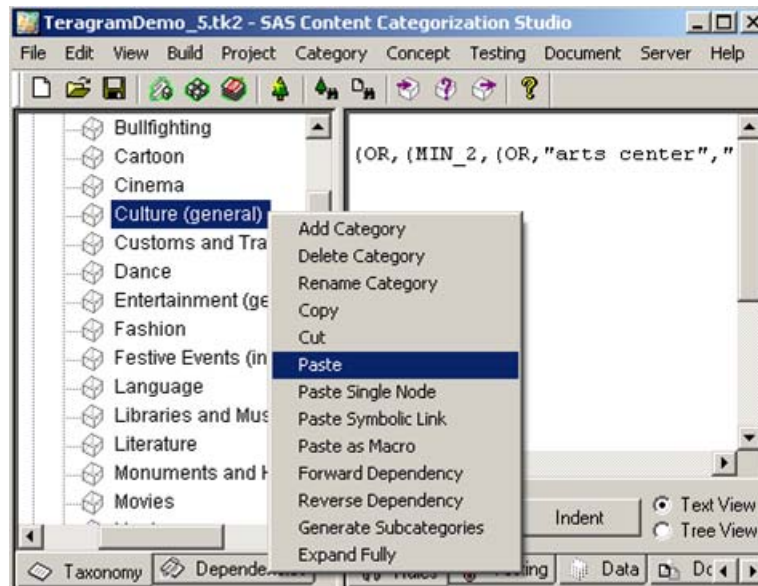 TeragramDemo_5.tk2 - SAS Content Categorization Studio
File Edit View Build Project Category Concept Testing Document Server Help
Bullfighting
Cartoon
Cinema
Culture (general)
Customs and Tra
Dance
Entertainment (ge
Fashion
Festive Events (in
Language
Libraries and Mus
Literature
Monuments and H
Movies
(OR, (MIN_2, (OR,"arts center","
Add Category
Delete Category
Rename Category
Copy
Cut
Paste
Paste Single Node
Paste Symbolic Link
Paste as Macro
Forward Dependency
Reverse Dependency
Generate Subcategories
Expand Fully
Indent
Text View
Tree View
Taxonomy
Data